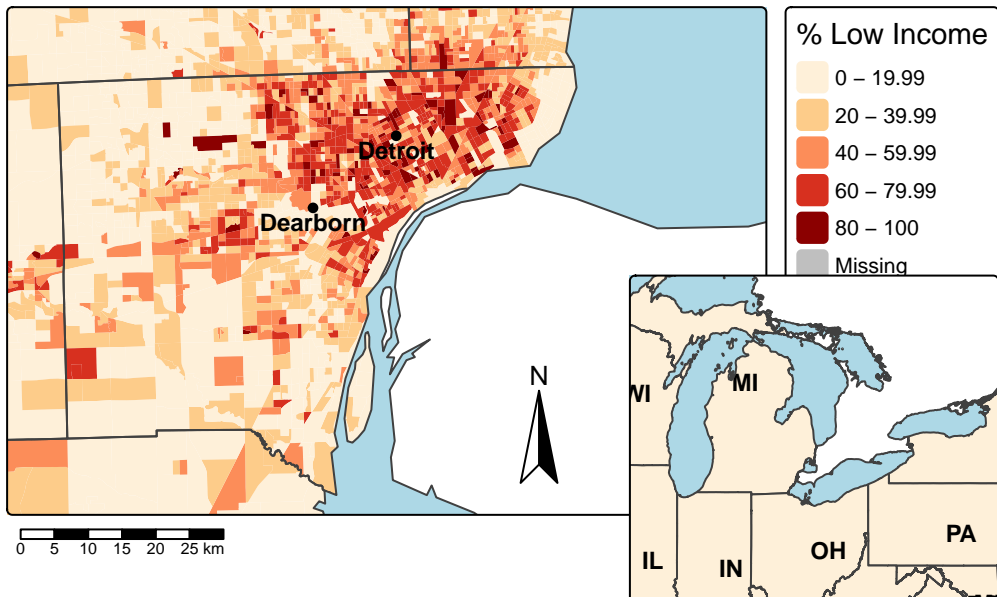 % Low Income
0 – 19.99
20 – 39.99
40 – 59.99
60 – 79.99
80 – 100
Missing
Detroit
Dearborn
N
0 5 10 15 20 25 km
WI
MI
IL
IN
OH
PA